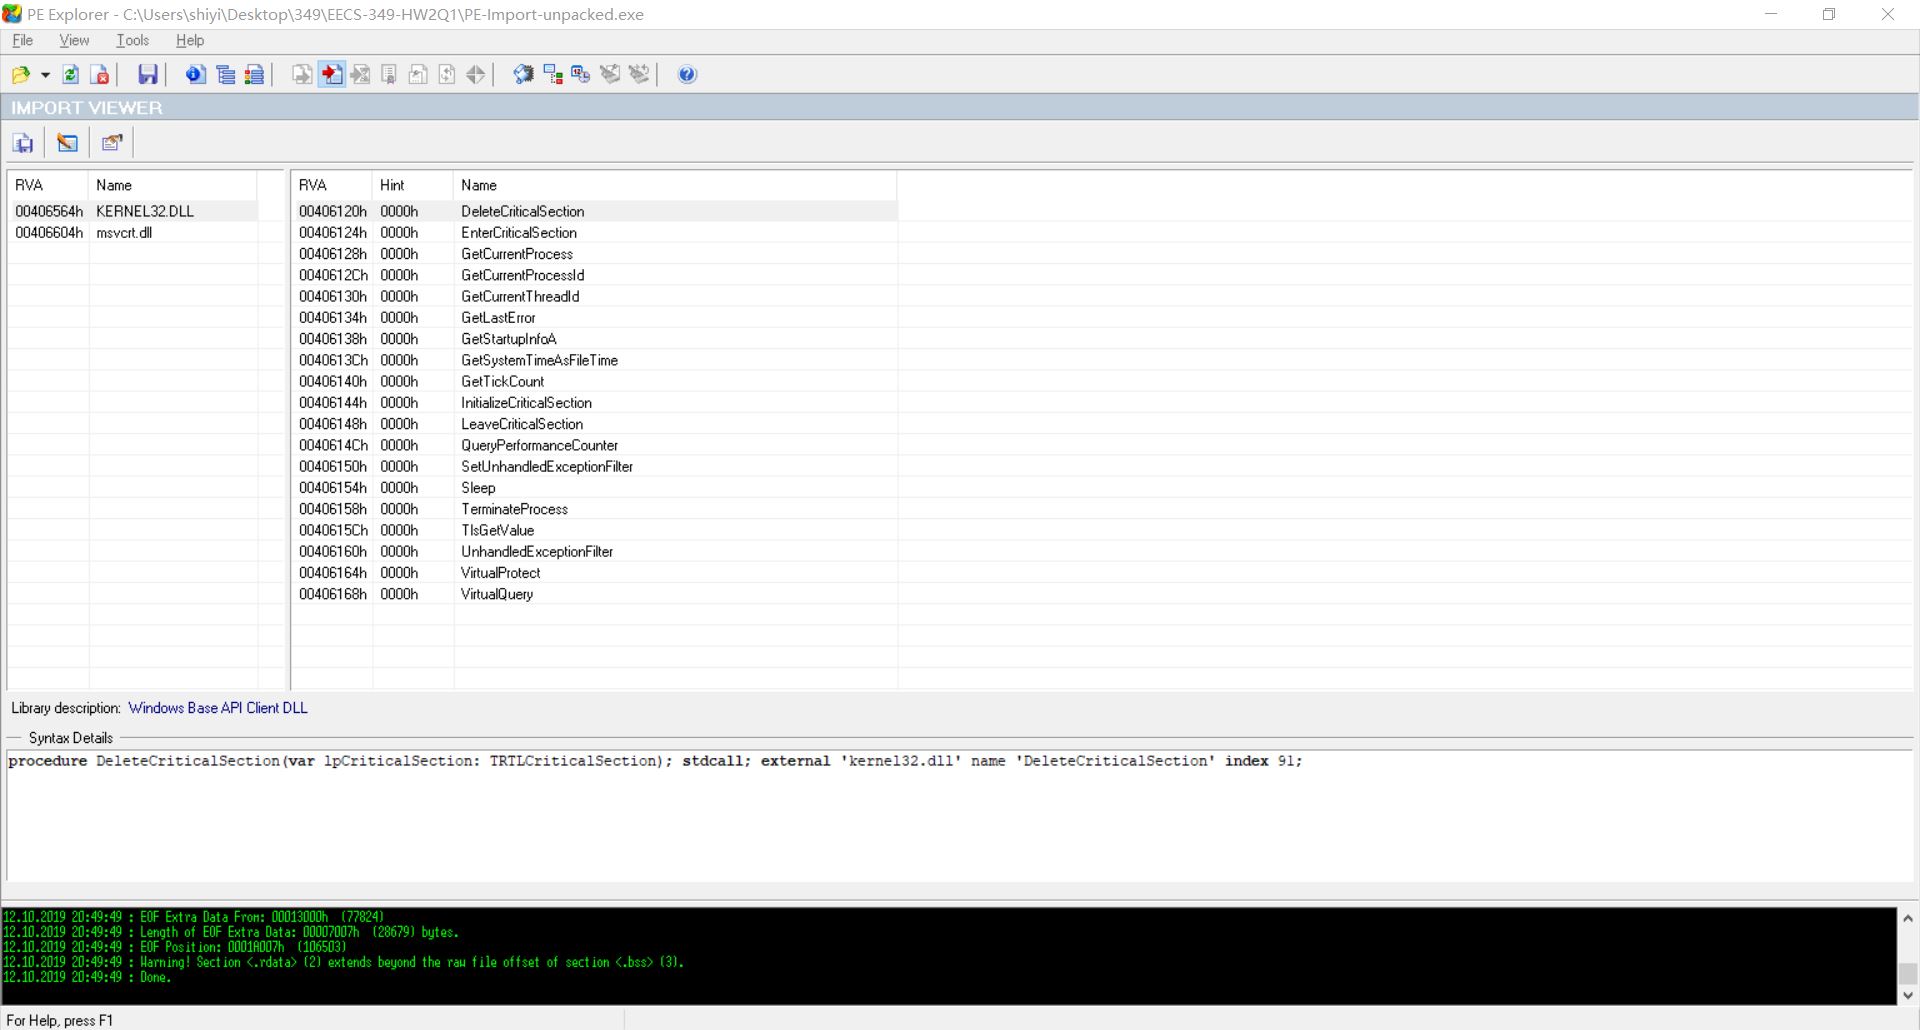 PE Explorer - C:\Users\shiyi\Desktop\349\EECS-349-HW2Q1\PE-Import-unpacked.exe
File View Tools Help
IMPORT VIEWER
RVA Name
00406564h KERNEL32.DLL
00406604h msvcrt.dll
RVA Hint Name
00406120h 0000h DeleteCriticalSection
00406124h 0000h EnterCriticalSection
00406128h 0000h GetCurrentProcess
0040612Ch 0000h GetCurrentProcessId
00406130h 0000h GetCurrentThreadId
00406134h 0000h GetLastError
00406138h 0000h GetStartupInfoA
0040613Ch 0000h GetSystemTimeAsFileTime
00406140h 0000h GetTickCount
00406144h 0000h InitializeCriticalSection
00406148h 0000h LeaveCriticalSection
0040614Ch 0000h QueryPerformanceCounter
00406150h 0000h SetUnhandledExceptionFilter
00406154h 0000h Sleep
00406158h 0000h TerminateProcess
0040615Ch 0000h TlsGetValue
00406160h 0000h UnhandledExceptionFilter
00406164h 0000h VirtualProtect
00406168h 0000h VirtualQuery
Library description: Windows Base API Client DLL
Syntax Details
procedure DeleteCriticalSection(var lpCriticalSection: TRTLCriticalSection); stdcall; external 'kernel32.dll' name 'DeleteCriticalSection' index 91;
12.10.2019 20:49:49 : EOF Extra Data From: 00013000h (77824)
12.10.2019 20:49:49 : Length of EOF Extra Data: 00007007h (28679) bytes.
12.10.2019 20:49:49 : EOF Position: 0001A007h (106503)
12.10.2019 20:49:49 : Warning! Section <.rdata> (2) extends beyond the raw file offset of section <.bss> (3).
12.10.2019 20:49:49 : Done.
For Help, press F1